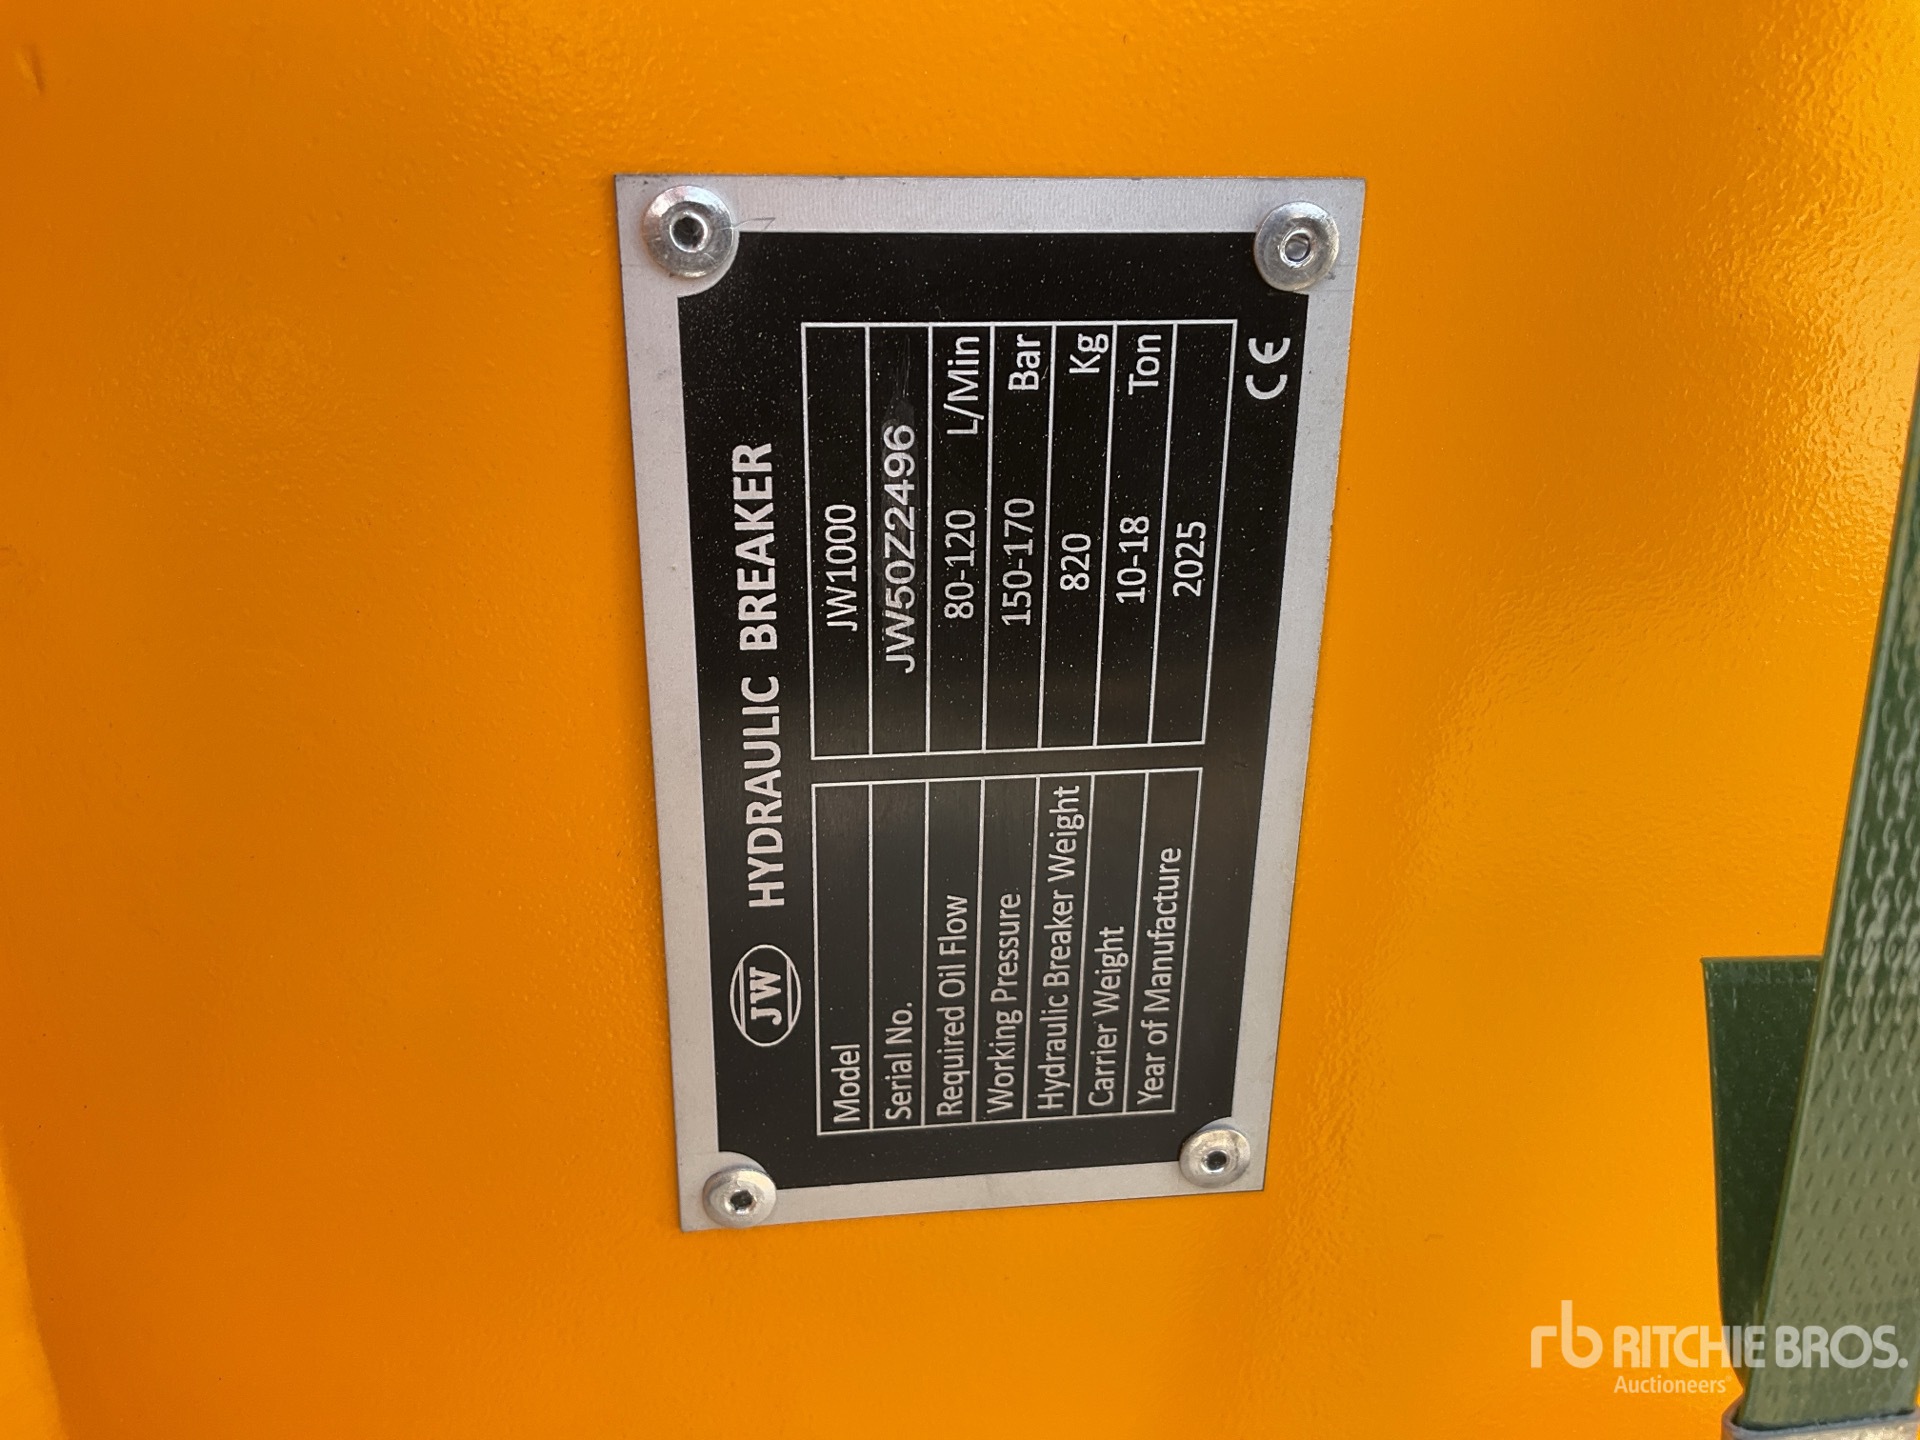 JW HYDRAULIC BREAKER
Model JW1000
Serial No. JW50Z2496
Required Oil Flow 80-120 L/Min
Working Pressure 150-170 Bar
Hydraulic Breaker Weight 820 Kg
Carrier Weight 10-18 Ton
Year of Manufacture 2025
CE
rb RITCHIE BROS.
Auctioneers